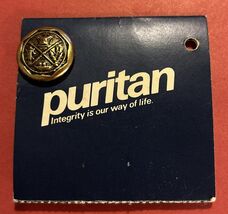 puritan
Integrity is our way of life.